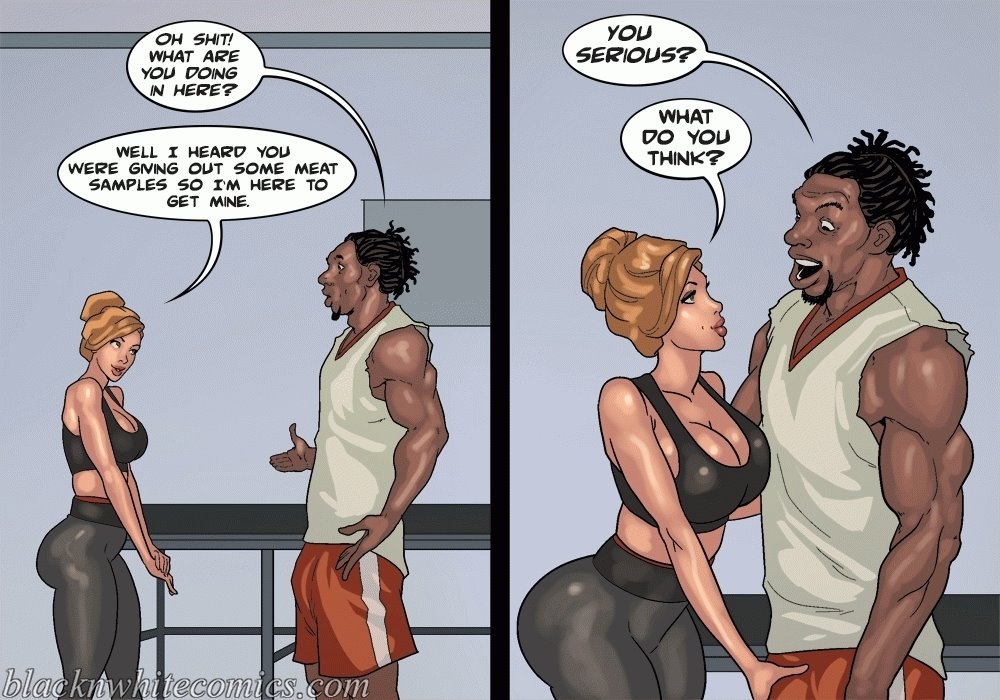 OH SHIT!
WHAT ARE
YOU DOING
IN HERE?
WELL I HEARD YOU
WERE GIVING OUT SOME MEAT
SAMPLES SO I'M HERE TO
GET MINE.
YOU
SERIOUS?
WHAT
DO YOU
THINK?
blacknwhitecomics.com